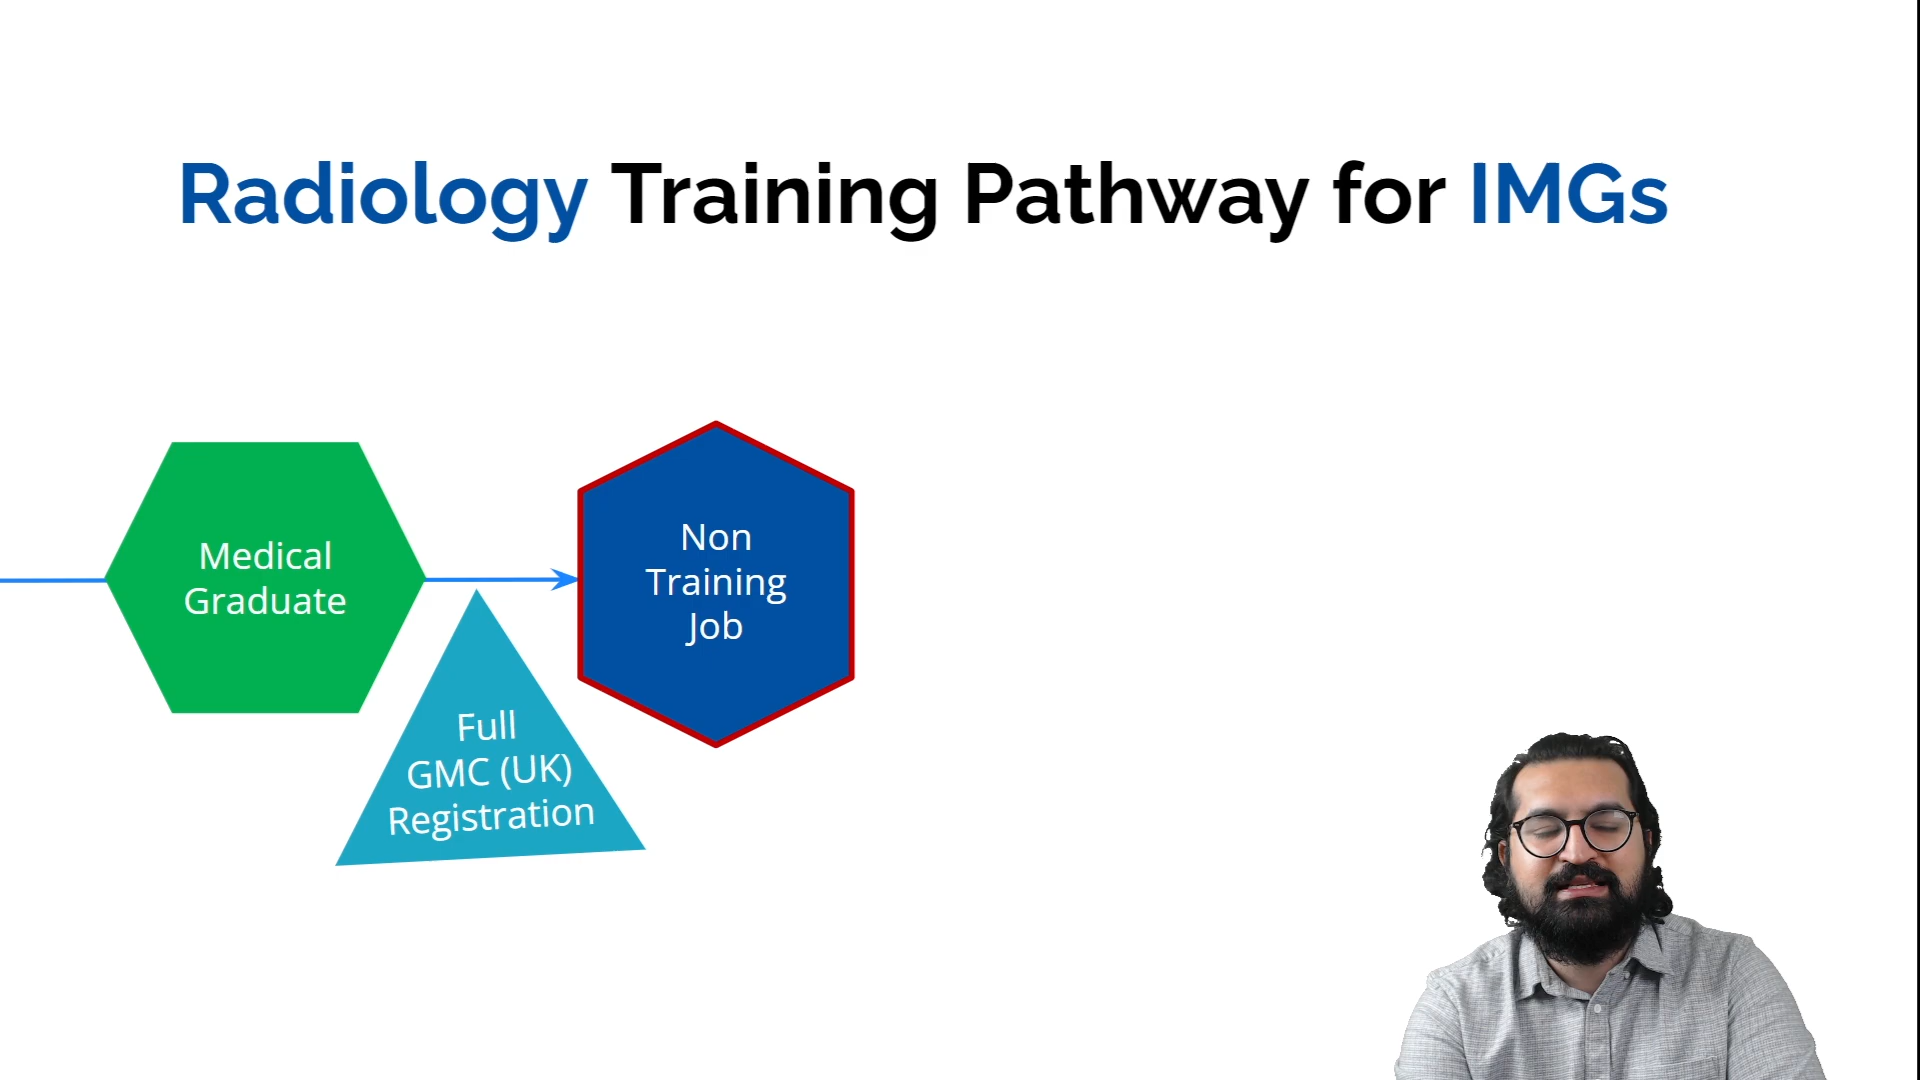 Radiology Training Pathway for IMGs
Medical
Graduate
Non
Training
Job
Full
GMC (UK)
Registration